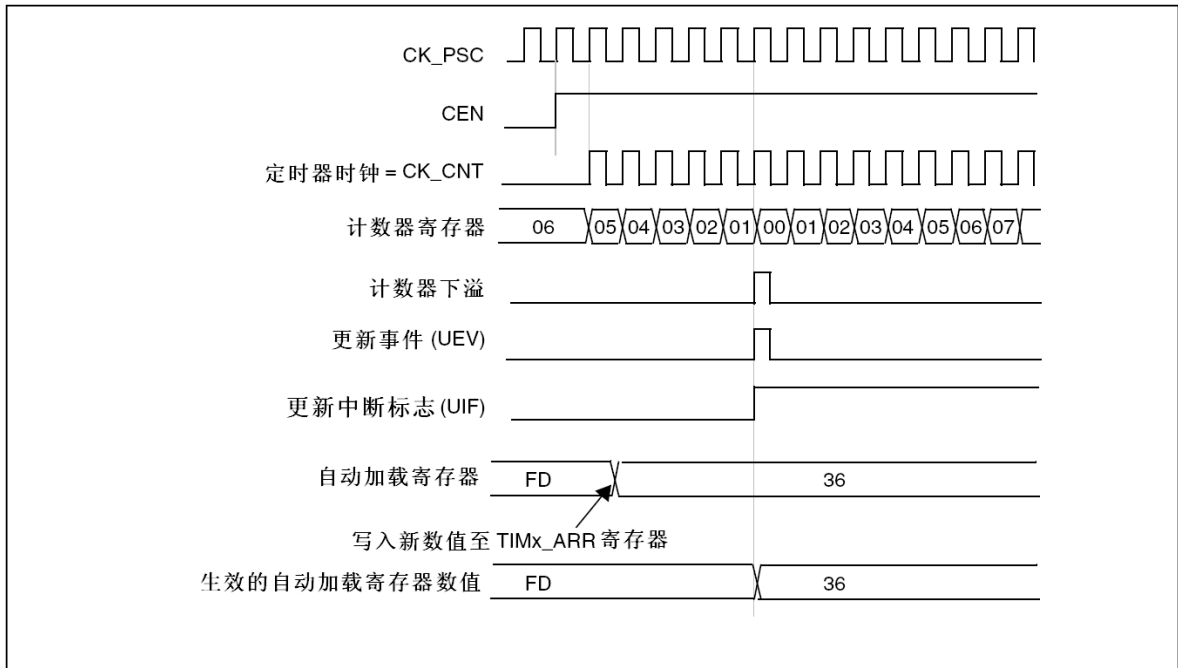 CK_PSC
CEN
定时器时钟 = CK_CNT
计数器寄存器 06 05 04 03 02 01 00 01 02 03 04 05 06 07
计数器下溢
更新事件 (UEV)
更新中断标志 (UIF)
自动加载寄存器 FD 36
写入新数值至 TIMx_ARR 寄存器
生效的自动加载寄存器数值 FD 36